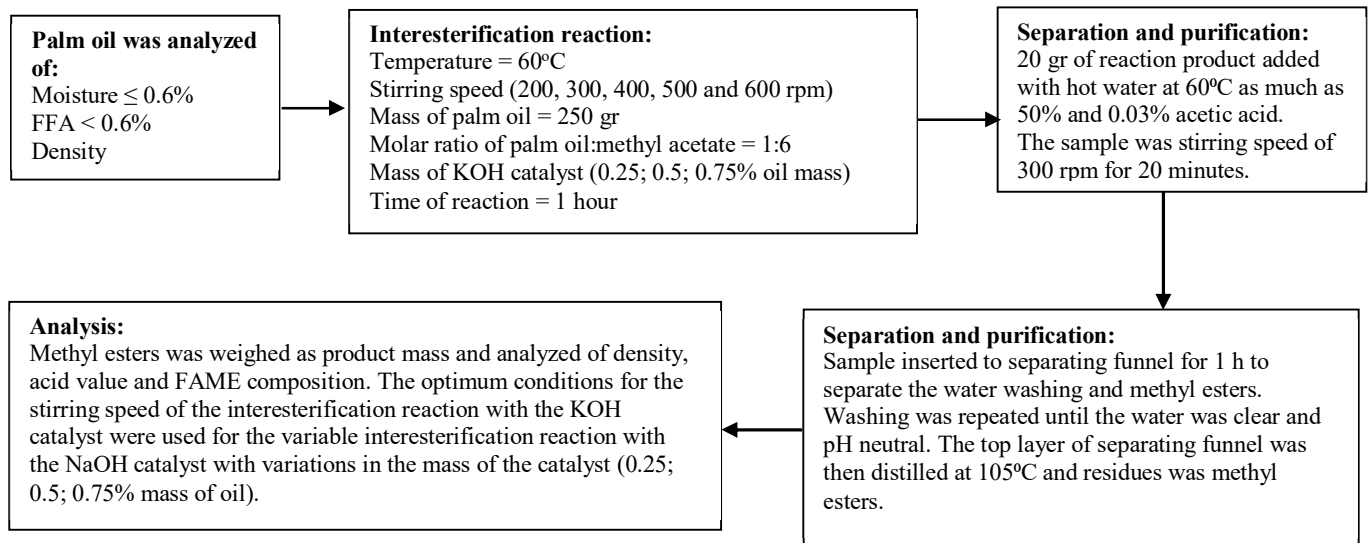 Palm oil was analyzed
of:
Moisture ≤ 0.6%
FFA < 0.6%
Density
Interesterification reaction:
Temperature = 60ºC
Stirring speed (200, 300, 400, 500 and 600 rpm)
Mass of palm oil = 250 gr
Molar ratio of palm oil:methyl acetate = 1:6
Mass of KOH catalyst (0.25; 0.5; 0.75% oil mass)
Time of reaction = 1 hour
Separation and purification:
20 gr of reaction product added
with hot water at 60ºC as much as
50% and 0.03% acetic acid.
The sample was stirring speed of
300 rpm for 20 minutes.
Separation and purification:
Sample inserted to separating funnel for 1 h to
separate the water washing and methyl esters.
Washing was repeated until the water was clear and
pH neutral. The top layer of separating funnel was
then distilled at 105ºC and residues was methyl
esters.
Analysis:
Methyl esters was weighed as product mass and analyzed of density,
acid value and FAME composition. The optimum conditions for the
stirring speed of the interesterification reaction with the KOH
catalyst were used for the variable interesterification reaction with
the NaOH catalyst with variations in the mass of the catalyst (0.25;
0.5; 0.75% mass of oil).